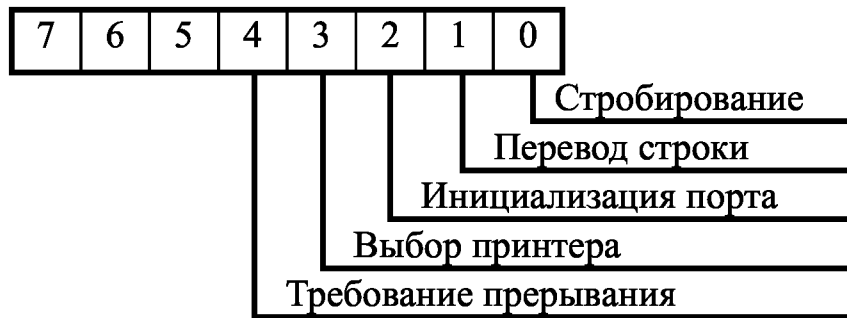 7 6 5 4 3 2 1 0
Стробирование
Перевод строки
Инициализация порта
Выбор принтера
Требование прерывания